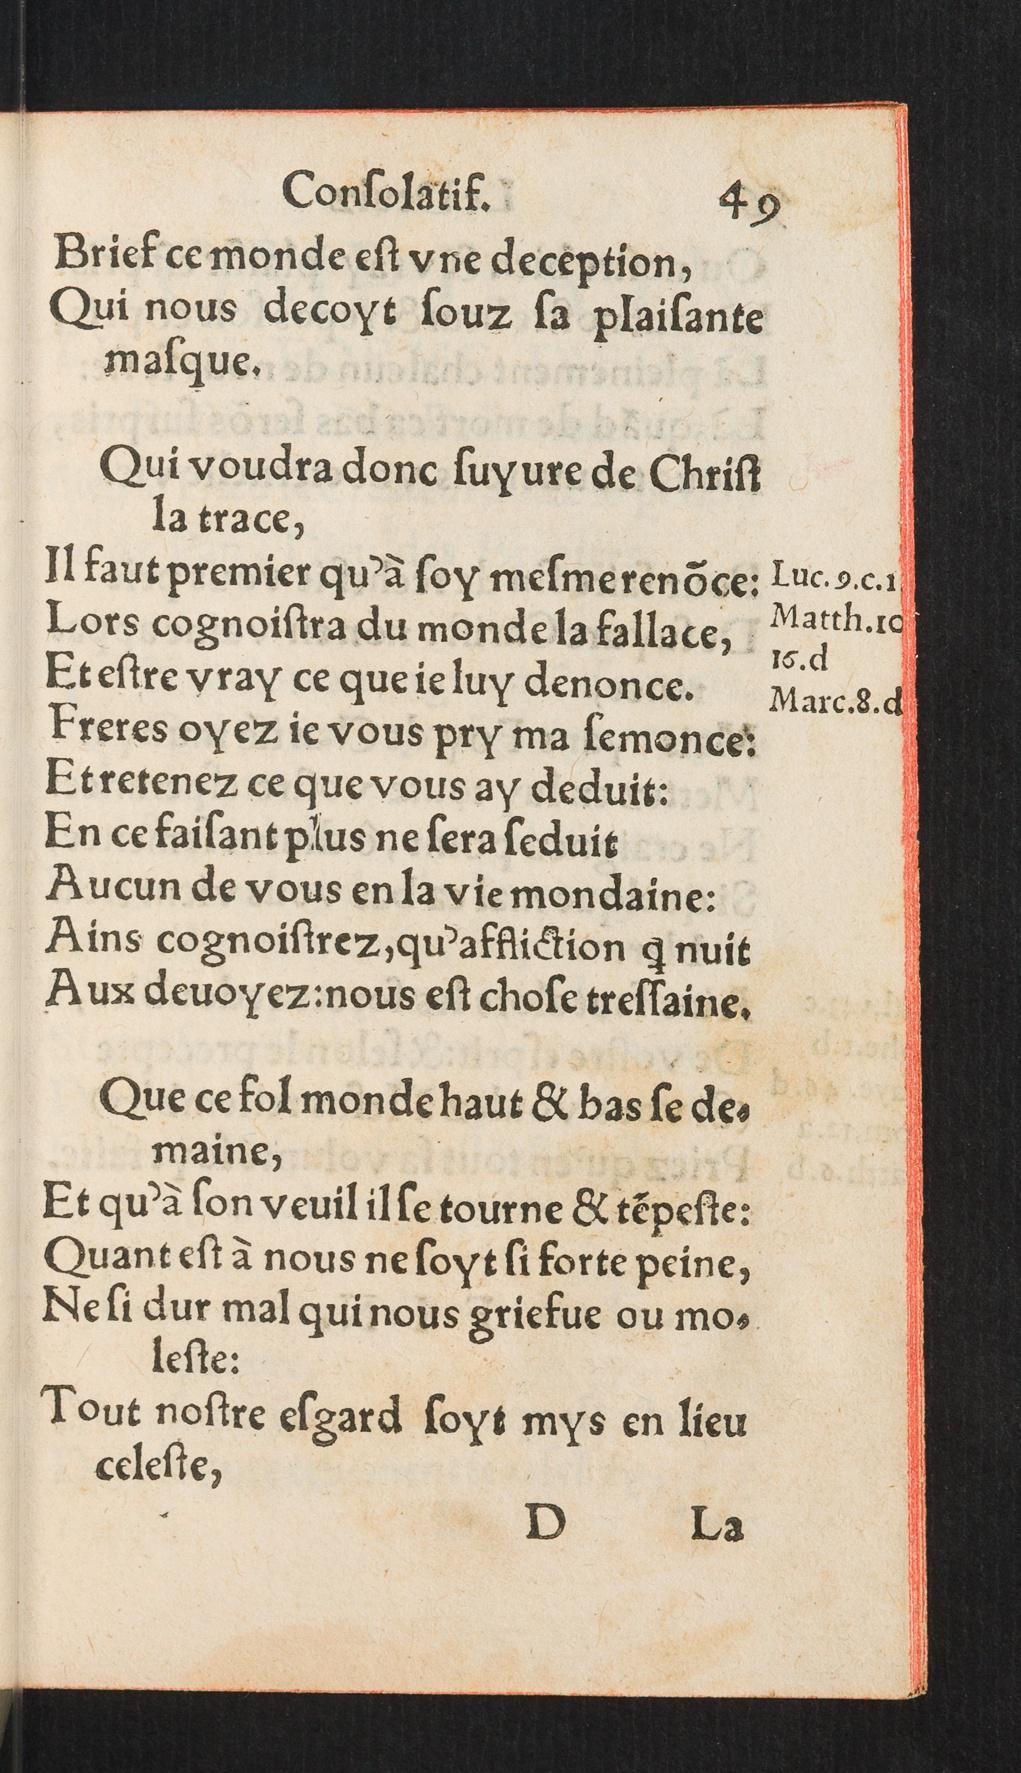 Conſolatif. 49
Brief ce monde eſt vne deception,
Qui nous decoyt ſouz ſa plaiſante
maſque.
Qui voudra donc ſuyure de Chriſt
la trace,
Il faut premier qu'à ſoy meſme renõce: Luc. 9.c.1
Lors cognoiſtra du monde la fallace, Matth.10
Et eſtre vray ce que ie luy denonce. 16.d
Freres oyez ie vous pry ma ſemonce: Marc.8.d
Et retenez ce que vous ay deduit:
En ce faiſant plus ne ſera ſeduit
Aucun de vous en la vie mondaine:
Ains cognoiſtrez, qu'affliction q̃ nuit
Aux deuoyez: nous eſt choſe treſſaine.
Que ce fol monde haut & bas ſe de-
maine,
Et qu'à ſon veuil il ſe tourne & tẽpeſte:
Quant eſt à nous ne ſoyt ſi forte peine,
Ne ſi dur mal qui nous griefue ou mo-
leſte:
Tout noſtre eſgard ſoyt mys en lieu
celeſte,
D La